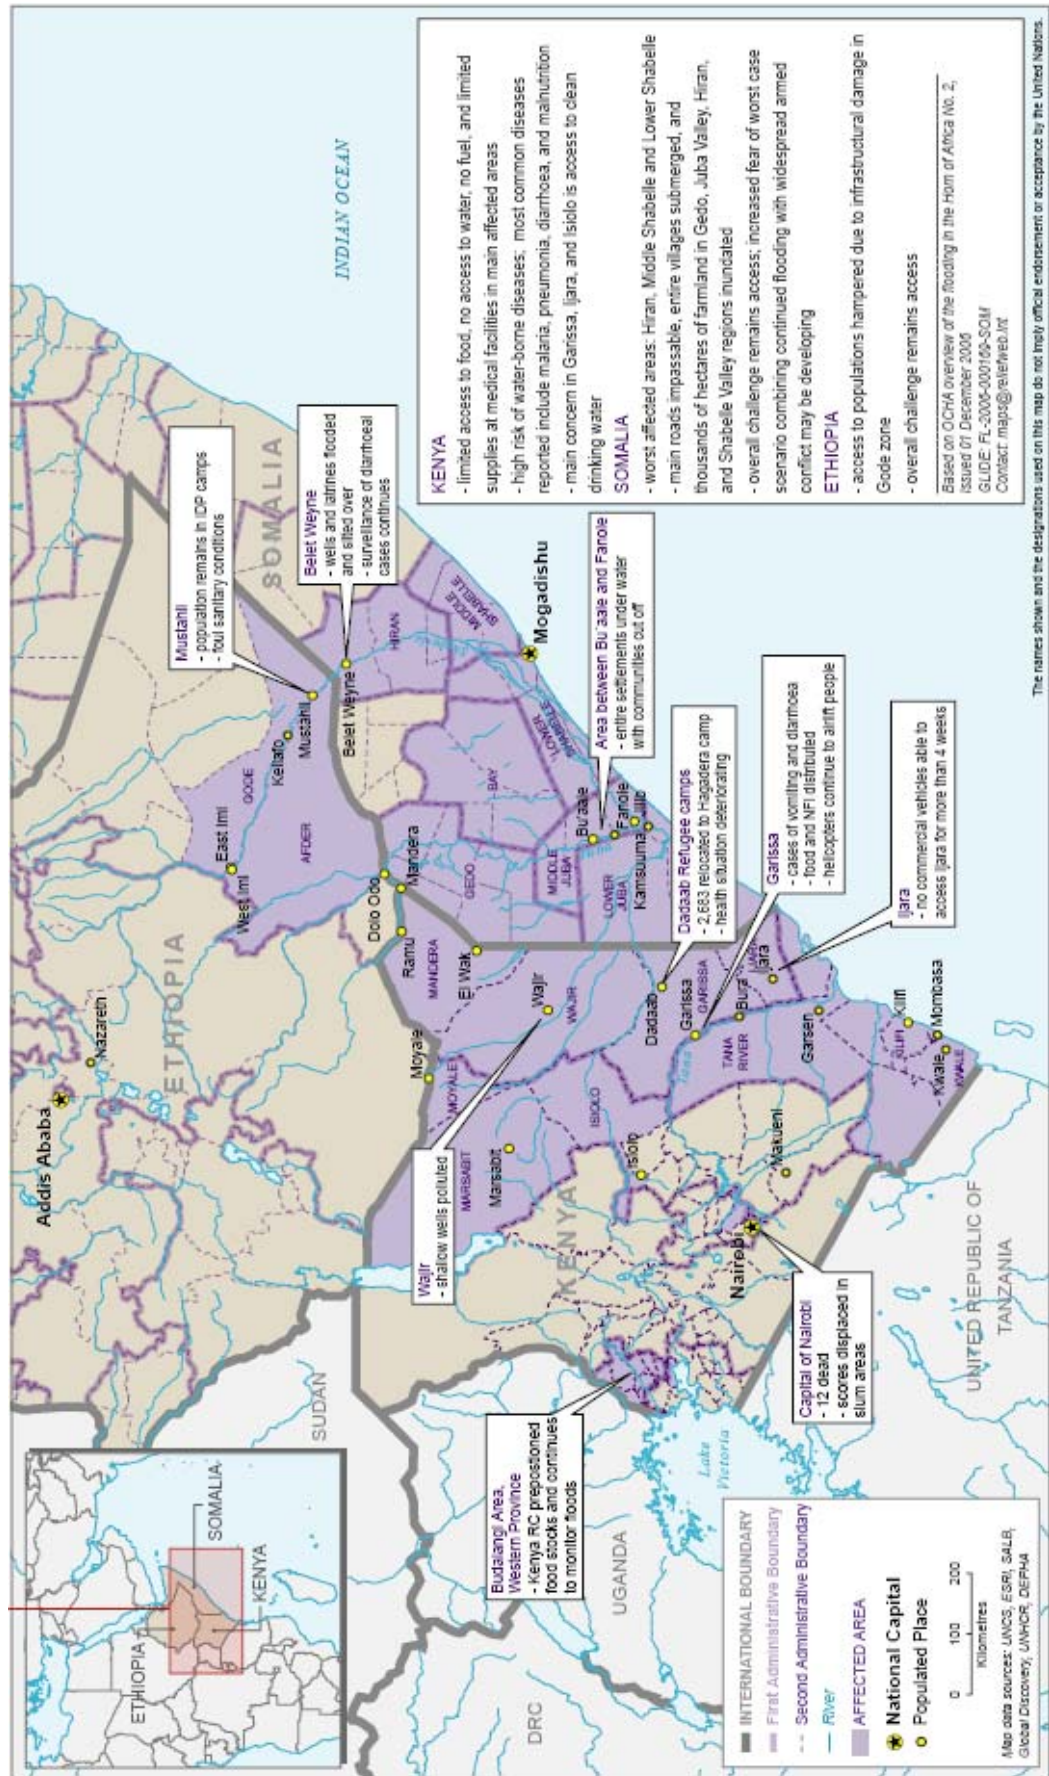 ETHIOPIA
SOMALIA
KENYA
SUDAN
UGANDA
DRC
Lake
Victoria
UNITED REPUBLIC OF
TANZANIA
ETHIOPIA
SOMALIA
KENYA
INDIAN OCEAN
Addis Ababa
Nazareth
West Imi
East Imi
GODE
AFDER
Kellafo
Mustahil
Dolo Odo
Mandera
Ramu
MANDERA
El Wak
Moyale
MOYALE
MARSABIT
Marsabit
Wajir
WAJIR
ISIOLO
Isiolo
Dadaab
Garissa
GARISSA
Tana
TANA
RIVER
Bura
Ijara
Garsen
Kilifi
KILIFI
Mombasa
Kwale
KWALE
Makueni
Nairobi
Belet Weyne
HIRAN
MIDDLE
SHABELLE
LOWER
SHABELLE
Mogadishu
BAY
GEDO
MIDDLE
JUBA
LOWER
JUBA
Bu'aale
Fanole
Jilib
Kamsuuma
Mustahil
- population remains in IDP camps
- foul sanitary conditions
Belet Weyne
- wells and latrines flooded
and silted over
- surveillance of diarrhoeal
cases continues
Wajir
- shallow wells polluted
Area between Bu'aale and Fanole
- entire settlements under water
with communities cut off
Dadaab Refugee camps
- 2,683 relocated to Hagadera camp
- health situation deteriorating
Garissa
- cases of vomiting and diarrhoea
- food and NFI distributed
- helicopters continue to airlift people
Ijara
- no commercial vehicles able to
access Ijara for more than 4 weeks
Budalangi Area,
Western Province
- Kenya RC prepostioned
food stocks and continues
to monitor floods
Capital of Nairobi
- 12 dead
- scores displaced in
slum areas
INTERNATIONAL BOUNDARY
First Administrative Boundary
Second Administrative Boundary
River
AFFECTED AREA
National Capital
Populated Place
0 100 200
Kilometres
Map data sources: UNCS, ESRI, SALB,
Global Discovery, UNHCR, DEPHA
KENYA
- limited access to food, no access to water, no fuel, and limited
supplies at medical facilities in main affected areas
- high risk of water-borne diseases; most common diseases
reported include malaria, pneumonia, diarrhoea, and malnutrition
- main concern in Garissa, Ijara, and Isiolo is access to clean
drinking water
SOMALIA
- worst affected areas: Hiran, Middle Shabelle and Lower Shabelle
- main roads impassable, entire villages submerged, and
thousands of hectares of farmland in Gedo, Juba Valley, Hiran,
and Shabelle Valley regions inundated
- overall challenge remains access; increased fear of worst case
scenario combining continued flooding with widespread armed
conflict may be developing
ETHIOPIA
- access to populations hampered due to infrastructural damage in
Gode zone
- overall challenge remains access
Based on OCHA overview of the flooding in the Horn of Africa No. 2,
Issued 01 December 2006
GLIDE: FL-2006-000169-SOM
Contact: maps@reliefweb.int
The names shown and the designations used on this map do not imply official endorsement or acceptance by the United Nations.